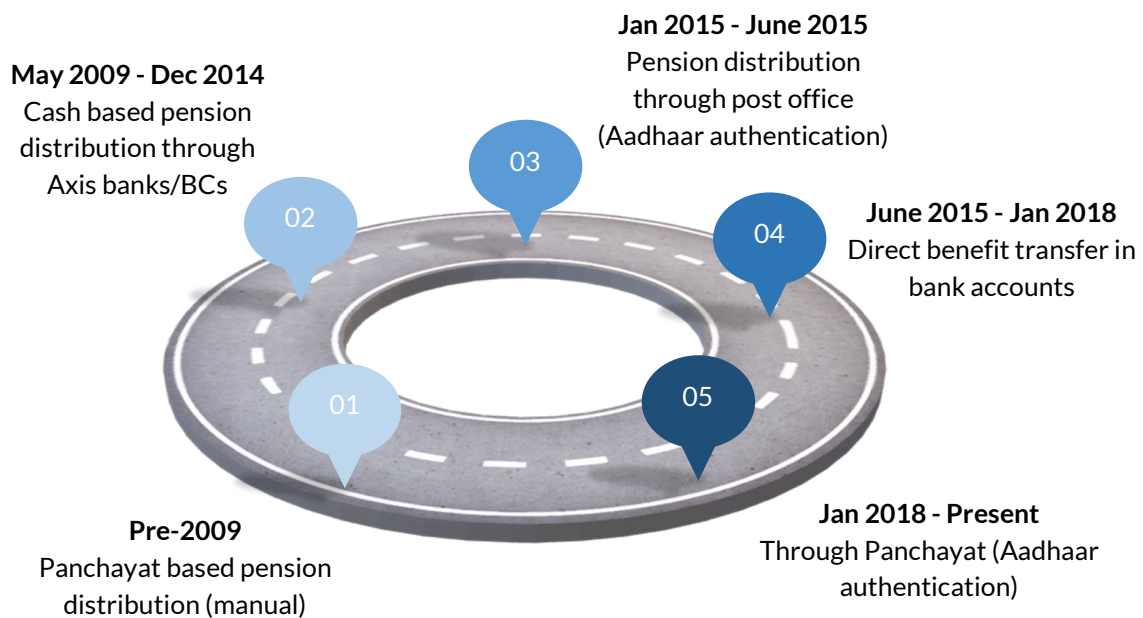 Pre-2009
Panchayat based pension
distribution (manual)
01
May 2009 - Dec 2014
Cash based pension
distribution through
Axis banks/BCs
02
Jan 2015 - June 2015
Pension distribution
through post office
(Aadhaar authentication)
03
June 2015 - Jan 2018
Direct benefit transfer in
bank accounts
04
Jan 2018 - Present
Through Panchayat (Aadhaar
authentication)
05